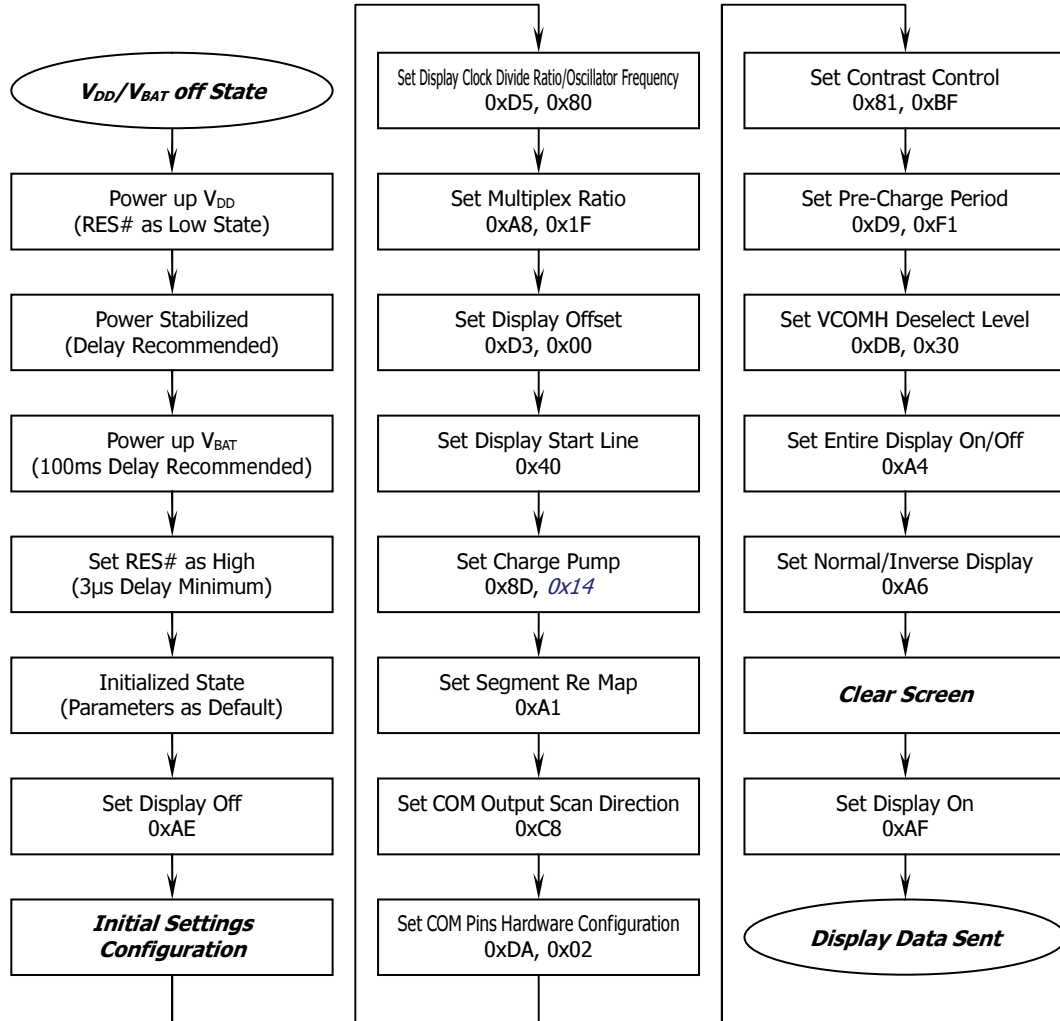 V_DD/V_BAT off State
Power up V_DD
(RES# as Low State)
Power Stabilized
(Delay Recommended)
Power up V_BAT
(100ms Delay Recommended)
Set RES# as High
(3μs Delay Minimum)
Initialized State
(Parameters as Default)
Set Display Off
0xAE
Initial Settings
Configuration
Set Display Clock Divide Ratio/Oscillator Frequency
0xD5, 0x80
Set Multiplex Ratio
0xA8, 0x1F
Set Display Offset
0xD3, 0x00
Set Display Start Line
0x40
Set Charge Pump
0x8D, 0x14
Set Segment Re Map
0xA1
Set COM Output Scan Direction
0xC8
Set COM Pins Hardware Configuration
0xDA, 0x02
Set Contrast Control
0x81, 0xBF
Set Pre-Charge Period
0xD9, 0xF1
Set VCOMH Deselect Level
0xDB, 0x30
Set Entire Display On/Off
0xA4
Set Normal/Inverse Display
0xA6
Clear Screen
Set Display On
0xAF
Display Data Sent